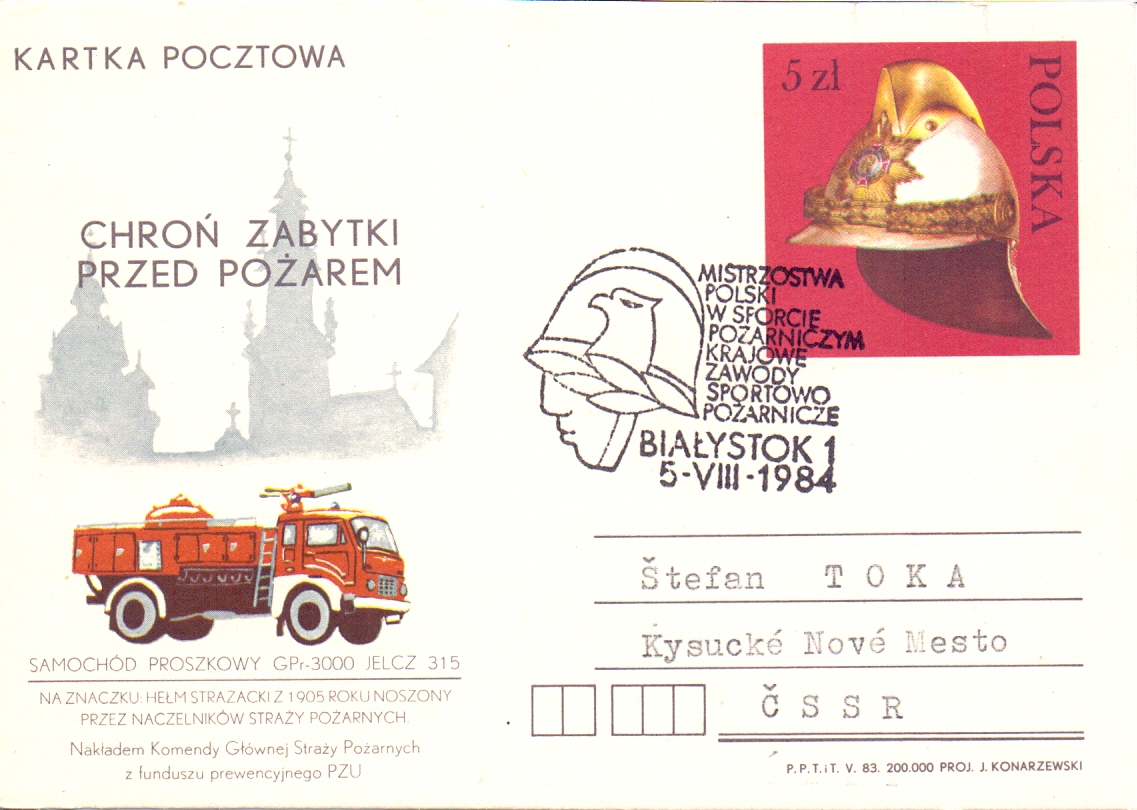 KARTKA POCZTOWA
5 zł
POLSKA
CHROŃ ZABYTKI
PRZED POŻAREM
MISTRZOSTWA
POLSKI
W SPORCIE
POŻARNICZYM
KRAJOWE
ZAWODY
SPORTOWO
POŻARNICZE
BIAŁYSTOK 1
5-VIII-1984
Štefan T O K A
Kysucké Nové Mesto
Č S S R
SAMOCHÓD PROSZKOWY GPr-3000 JELCZ 315
NA ZNACZKU: HEŁM STRAŻACKI Z 1905 ROKU NOSZONY
PRZEZ NACZELNIKÓW STRAŻY POŻARNYCH.
Nakładem Komendy Głównej Straży Pożarnych
z funduszu prewencyjnego PZU
P.P.T.iT. V. 83. 200.000 PROJ. J. KONARZEWSKI